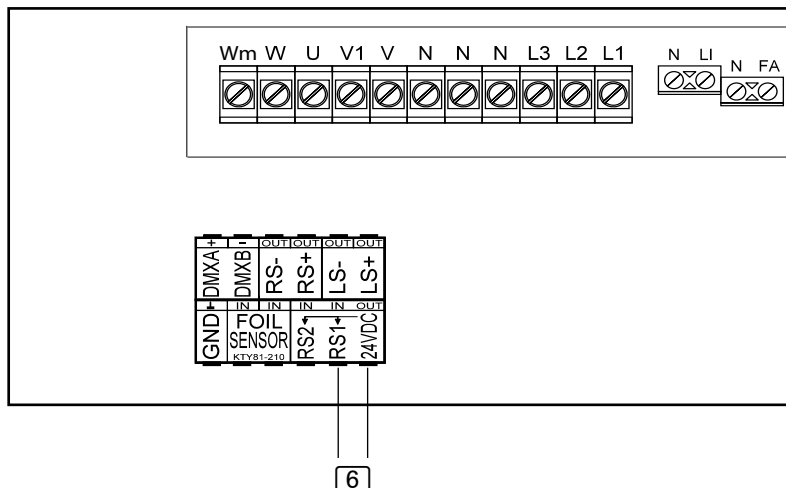 Wm W U V1 V N N N L3 L2 L1
N LI
N FA
+ - OUT OUT OUT OUT
DMXA DMXB RS- RS+ LS- LS+
IN IN IN IN OUT
GND FOIL SENSOR KTY81-210 RS2 RS1 24VDC
6